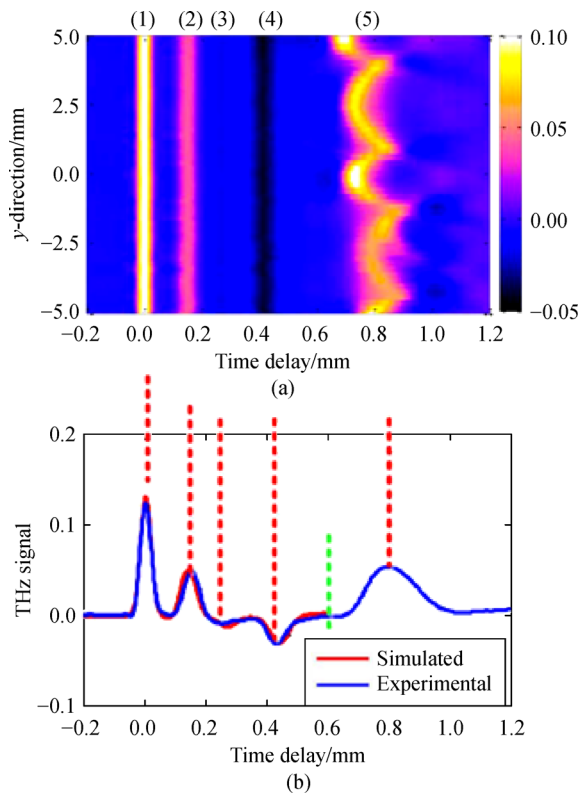 (1) (2) (3) (4) (5)
5.0
2.5
0.0
−2.5
−5.0
y-direction/mm
−0.2 0.0 0.2 0.4 0.6 0.8 1.0 1.2
Time delay/mm
0.10
0.05
0.00
−0.05
(a)
0.2
0.1
0.0
−0.1
THz signal
Simulated
Experimental
−0.2 0.0 0.2 0.4 0.6 0.8 1.0 1.2
Time delay/mm
(b)